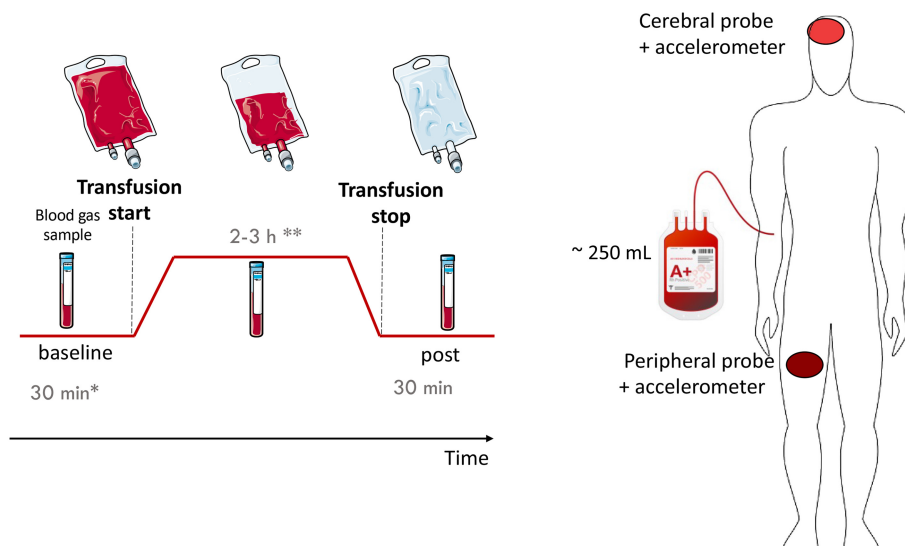 Transfusion
start
Transfusion
stop
Blood gas
sample
2-3 h **
baseline
post
30 min*
30 min
Time
Cerebral probe
+ accelerometer
~ 250 mL
A+
Peripheral probe
+ accelerometer